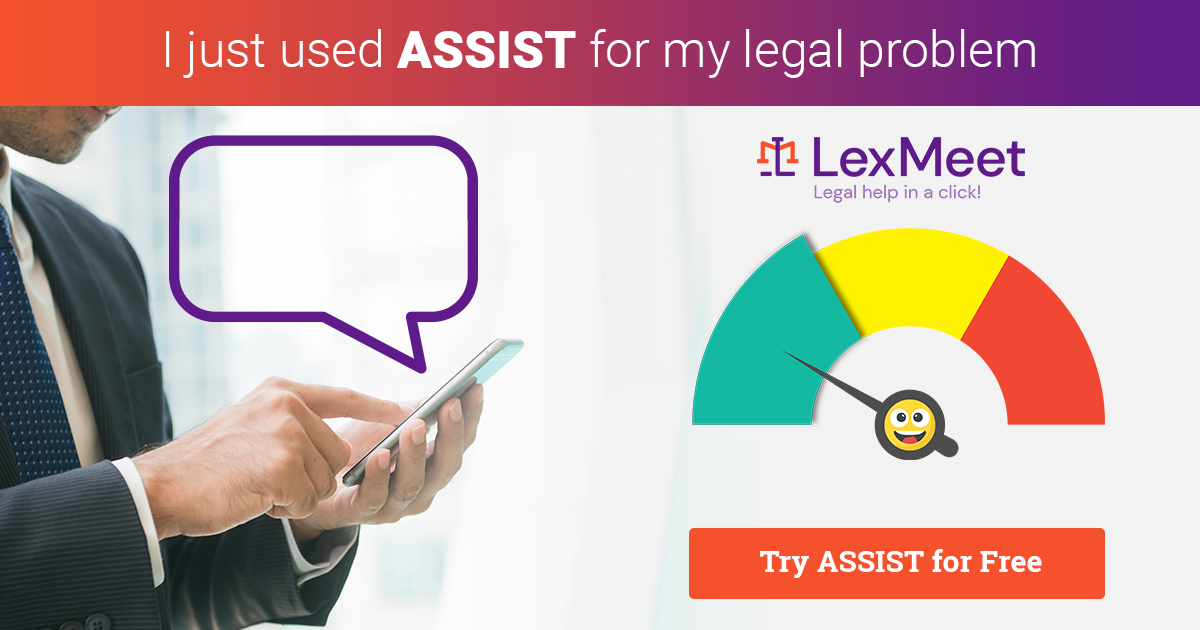 I just used ASSIST for my legal problem
LexMeet
Legal help in a click!
Try ASSIST for Free